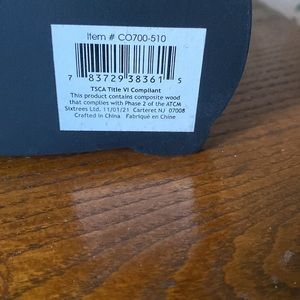 Item # CO700-510
7 83729 38361 5
TSCA Title VI Compliant
This product contains composite wood
that complies with Phase 2 of the ATCM
Sixtrees Ltd. 11/01/21 Carteret NJ 07008
Crafted in China Fabriqué en Chine